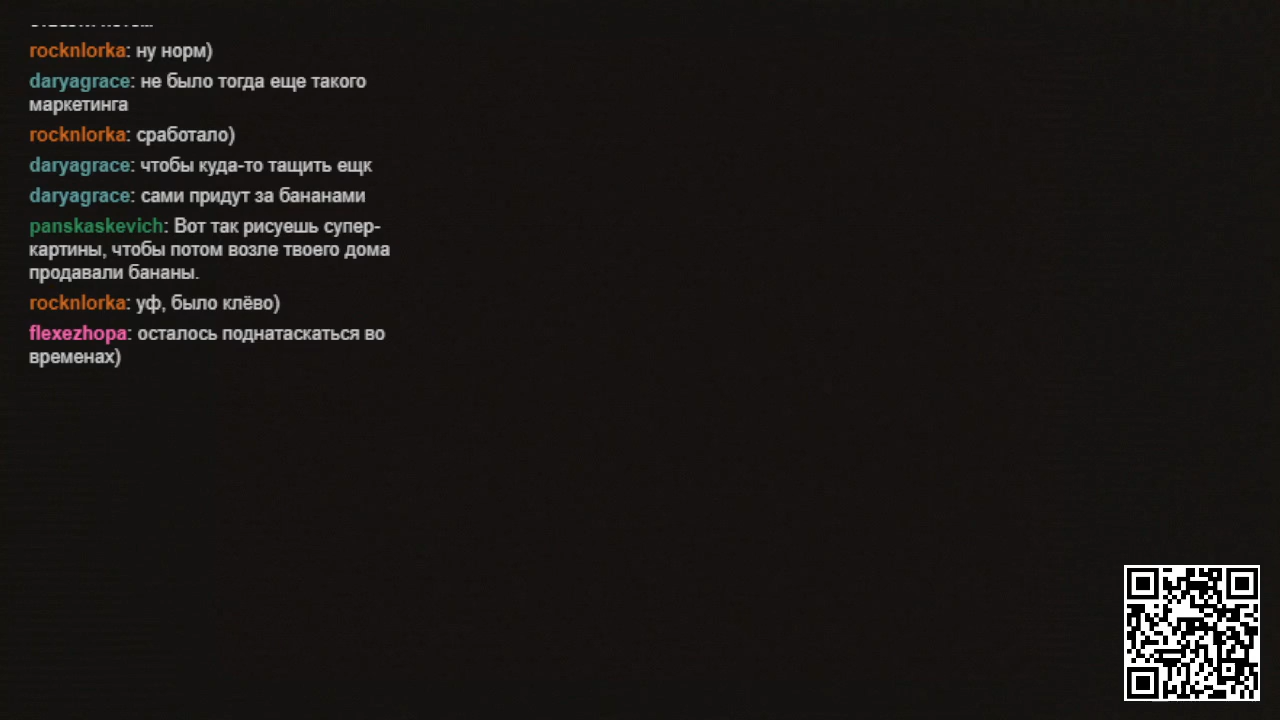 rocknlorka: ну норм)
daryagrace: не было тогда еще такого
маркетинга
rocknlorka: сработало)
daryagrace: чтобы куда-то тащить ещк
daryagrace: сами придут за бананами
panskaskevich: Вот так рисуешь супер-
картины, чтобы потом возле твоего дома
продавали бананы.
rocknlorka: уф, было клёво)
flexezhopa: осталось поднатаскаться во
временах)